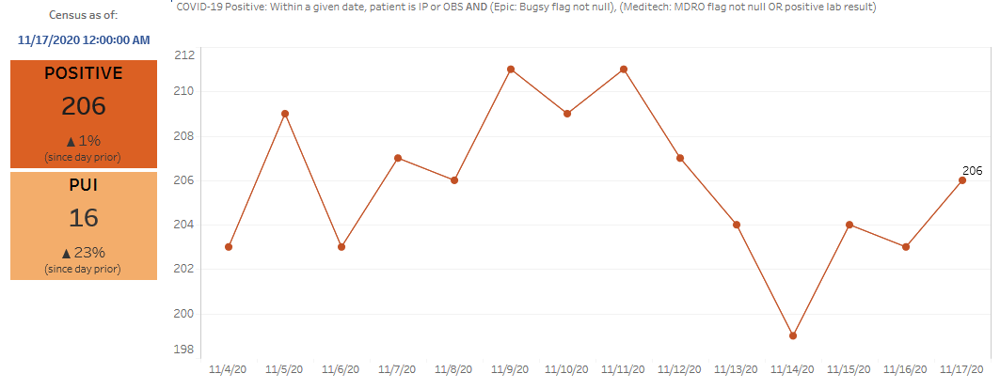 COVID-19 Positive: Within a given date, patient is IP or OBS AND (Epic: Bugsy flag not null), (Meditech: MDRO flag not null OR positive lab result)
Census as of:
11/17/2020 12:00:00 AM
POSITIVE
206
▲1%
(since day prior)
PUI
16
▲23%
(since day prior)
212
210
208
206
204
202
200
198
206
11/4/20 11/5/20 11/6/20 11/7/20 11/8/20 11/9/20 11/10/20 11/11/20 11/12/20 11/13/20 11/14/20 11/15/20 11/16/20 11/17/20